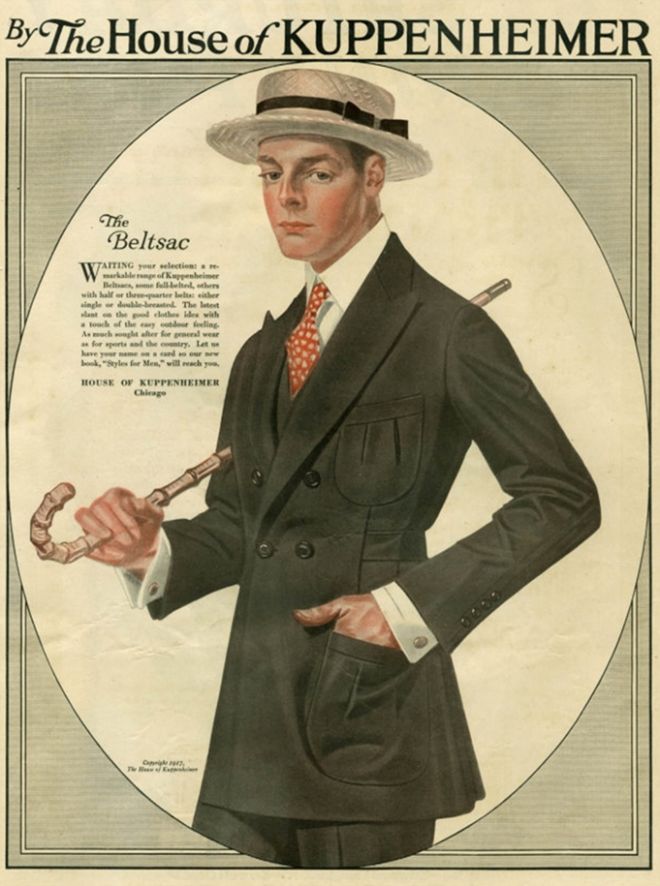 By The House of KUPPENHEIMER
The
Beltsac
WAITING your selection: a re-
markable range of Kuppenheimer
Beltsacs, some full-belted, others
with half or three-quarter belts: either
single or double-breasted. The latest
slant on the good clothes idea with
a touch of the easy outdoor feeling.
As much sought after for general wear
as for sports and the country. Let us
have your name on a card so our new
book, "Styles for Men," will reach you.
HOUSE OF KUPPENHEIMER
Chicago
Copyright 1917,
The House of Kuppenheimer